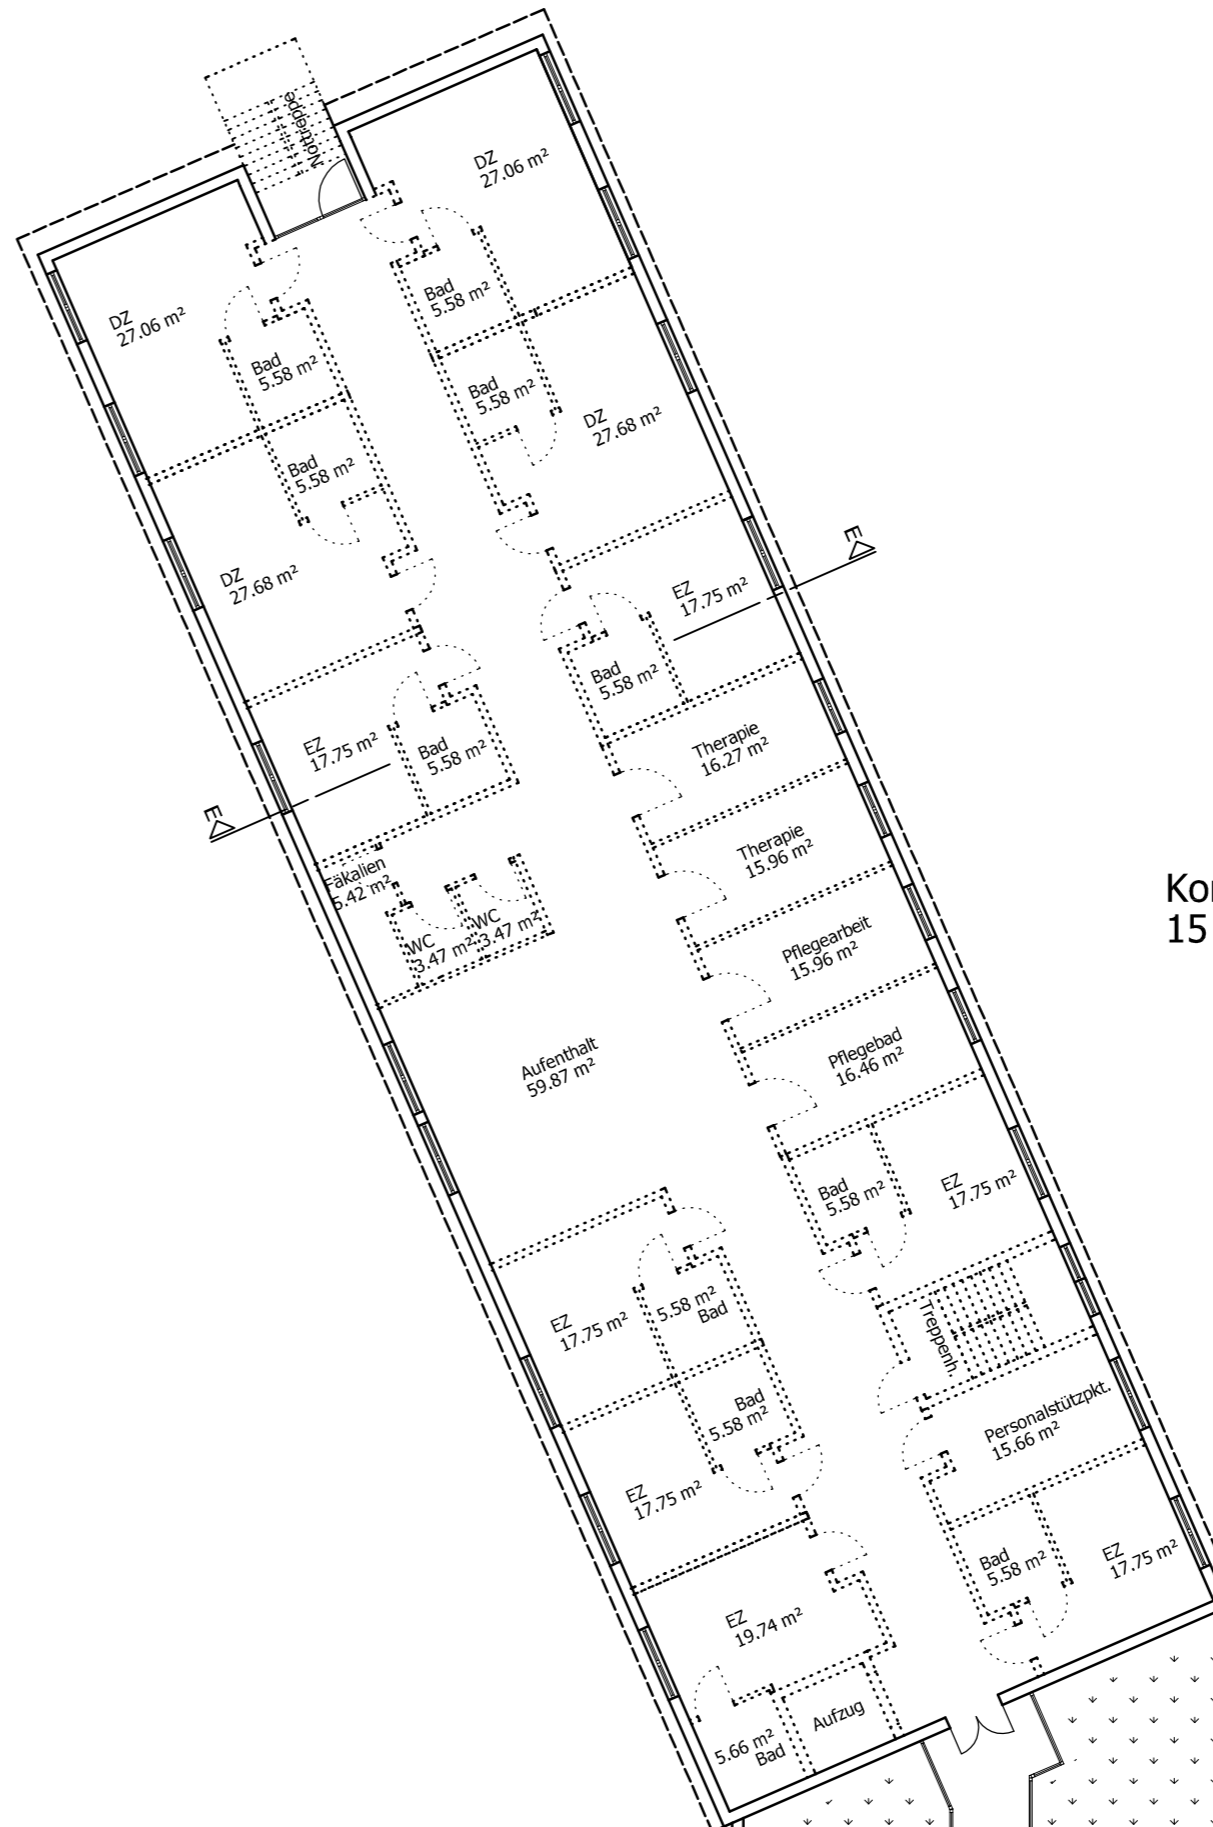 Nottreppe
DZ
27.06 m²
DZ
27.06 m²
Bad
5.58 m²
Bad
5.58 m²
Bad
5.58 m²
DZ
27.68 m²
Bad
5.58 m²
DZ
27.68 m²
E
EZ
17.75 m²
Bad
5.58 m²
EZ
17.75 m²
Bad
5.58 m²
E
Therapie
16.27 m²
Therapie
15.96 m²
Fäkalien
5.42 m²
WC
3.47 m²
WC
3.47 m²
Pflegearbeit
15.96 m²
Aufenthalt
59.87 m²
Pflegebad
16.46 m²
Bad
5.58 m²
EZ
17.75 m²
EZ
17.75 m²
5.58 m²
Bad
Treppenh.
Bad
5.58 m²
Personalstützpkt.
15.66 m²
EZ
17.75 m²
Bad
5.58 m²
EZ
17.75 m²
EZ
19.74 m²
Aufzug
5.66 m²
Bad
15